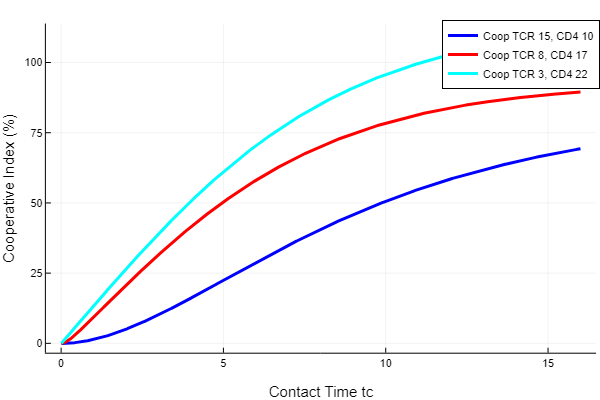 Coop TCR 15, CD4 10
Coop TCR 8, CD4 17
Coop TCR 3, CD4 22
100
75
50
25
0
Cooperative Index (%)
0 5 10 15
Contact Time tc